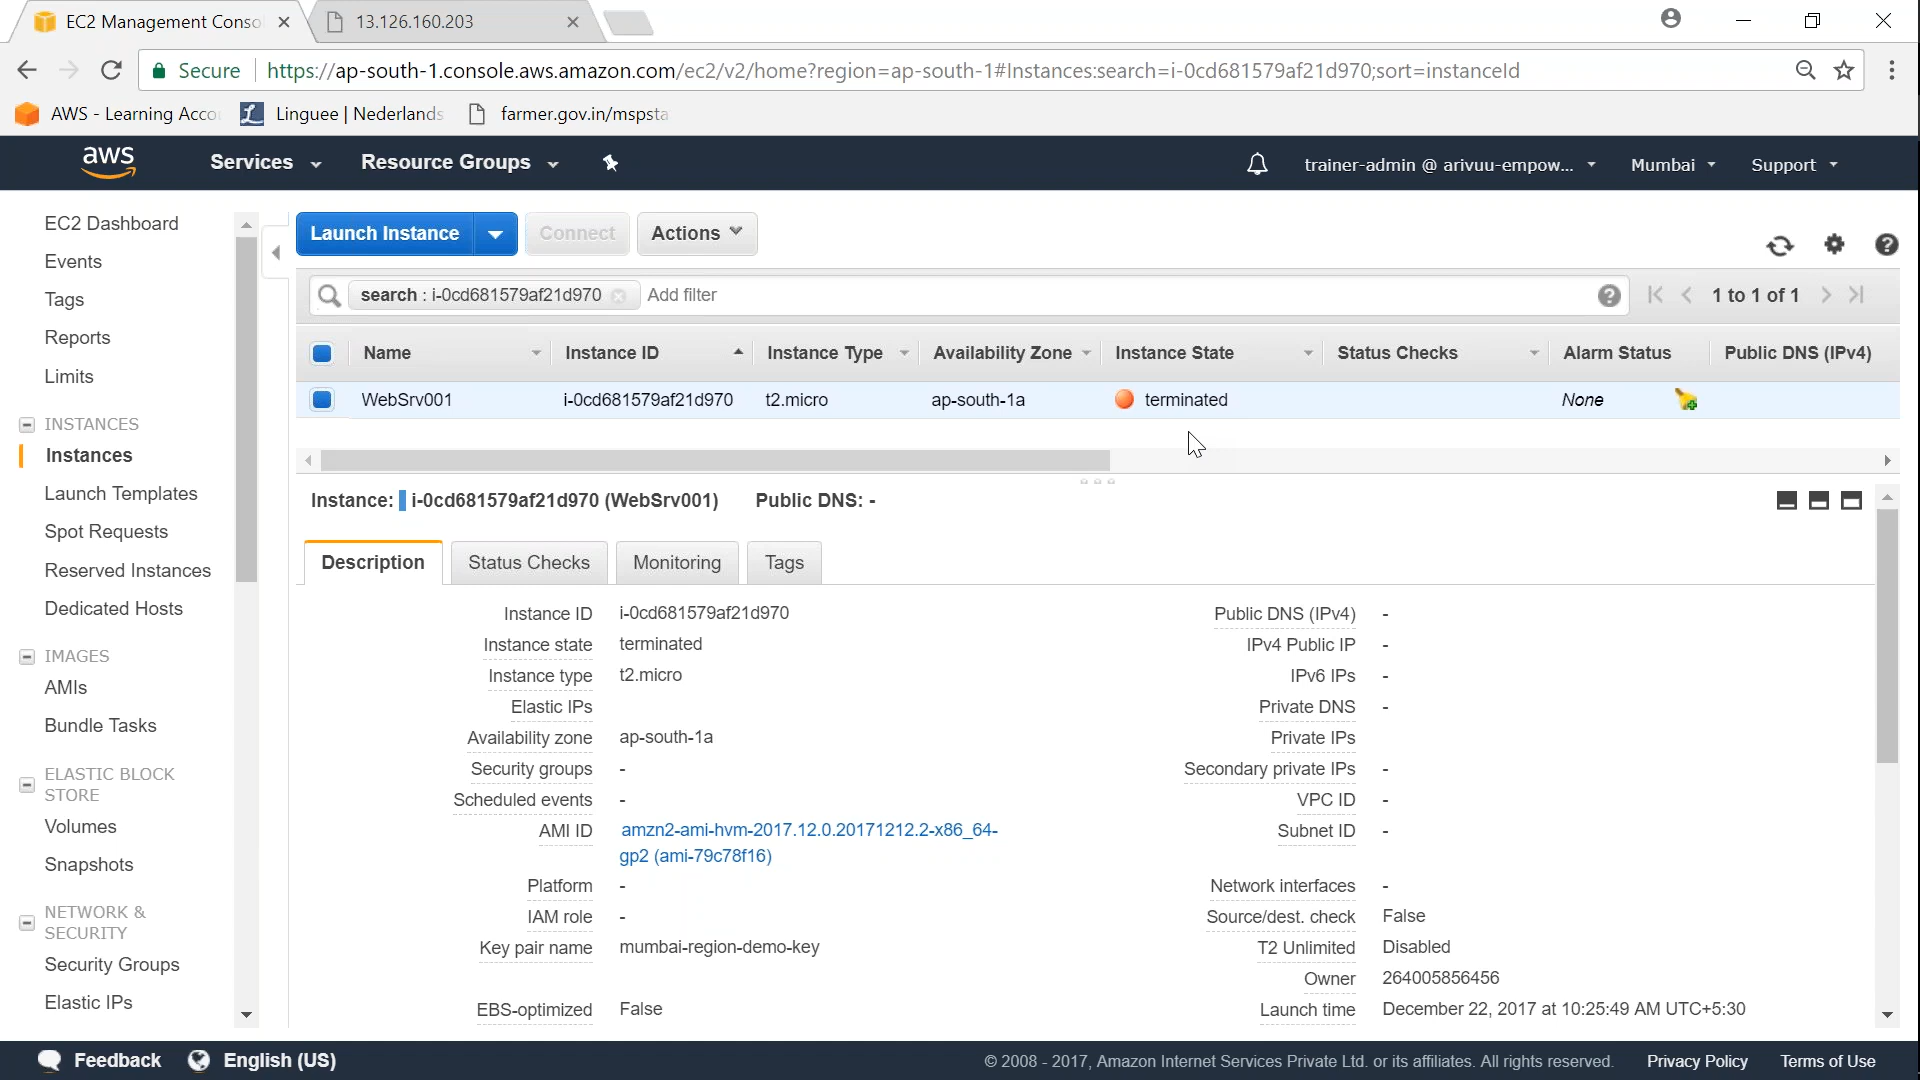 EC2 Management Conso
13.126.160.203
Secure https://ap-south-1.console.aws.amazon.com/ec2/v2/home?region=ap-south-1#Instances:search=i-0cd681579af21d970;sort=instanceId
AWS - Learning Acco Linguee | Nederlands farmer.gov.in/mspsta
aws Services Resource Groups trainer-admin @ arivuu-empow... Mumbai Support
EC2 Dashboard
Events
Tags
Reports
Limits
INSTANCES
Instances
Launch Templates
Spot Requests
Reserved Instances
Dedicated Hosts
IMAGES
AMIs
Bundle Tasks
ELASTIC BLOCK
STORE
Volumes
Snapshots
NETWORK &
SECURITY
Security Groups
Elastic IPs
Launch Instance Connect Actions
search : i-0cd681579af21d970 Add filter 1 to 1 of 1
Name Instance ID Instance Type Availability Zone Instance State Status Checks Alarm Status Public DNS (IPv4)
WebSrv001 i-0cd681579af21d970 t2.micro ap-south-1a terminated None
Instance: i-0cd681579af21d970 (WebSrv001) Public DNS: -
Description Status Checks Monitoring Tags
Instance ID i-0cd681579af21d970
Instance state terminated
Instance type t2.micro
Elastic IPs
Availability zone ap-south-1a
Security groups -
Scheduled events -
AMI ID amzn2-ami-hvm-2017.12.0.20171212.2-x86_64-
gp2 (ami-79c78f16)
Platform -
IAM role -
Key pair name mumbai-region-demo-key
EBS-optimized False
Public DNS (IPv4) -
IPv4 Public IP -
IPv6 IPs -
Private DNS -
Private IPs -
Secondary private IPs -
VPC ID -
Subnet ID -
Network interfaces -
Source/dest. check False
T2 Unlimited Disabled
Owner 264005856456
Launch time December 22, 2017 at 10:25:49 AM UTC+5:30
Feedback English (US) © 2008 - 2017, Amazon Internet Services Private Ltd. or its affiliates. All rights reserved. Privacy Policy Terms of Use